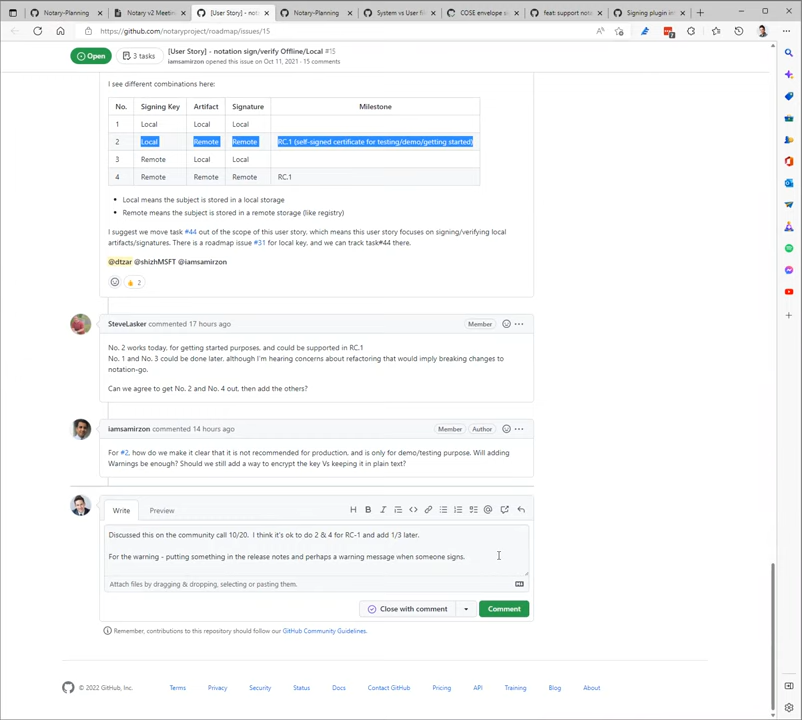 Notary-Planning
Notary v2 Meeting
[User Story] - nota
Notary-Planning
System vs User fil
COSE envelope s
feat: support nota
Signing plugin im
https://github.com/notaryproject/roadmap/issues/15
Open
3 tasks
[User Story] - notation sign/verify Offline/Local #15
iamsamirzon opened this issue on Oct 11, 2021 · 15 comments
I see different combinations here:
No. Signing Key Artifact Signature Milestone
1 Local Local Local
2 Local Remote Remote RC.1 (self-signed certificate for testing/demo/getting started)
3 Remote Local Local
4 Remote Remote Remote RC.1
• Local means the subject is stored in a local storage
• Remote means the subject is stored in a remote storage (like registry)
I suggest we move task #44 out of the scope of this user story, which means this user story focuses on signing/verifying local
artifacts/signatures. There is a roadmap issue #31 for local key, and we can track task#44 there.
@dtzar @shizhMSFT @iamsamirzon
2
SteveLasker commented 17 hours ago
Member
No. 2 works today, for getting started purposes, and could be supported in RC.1
No. 1 and No. 3 could be done later, although I'm hearing concerns about refactoring that would imply breaking changes to
notation-go.
Can we agree to get No. 2 and No. 4 out, then add the others?
iamsamirzon commented 14 hours ago
Member Author
For #2, how do we make it clear that it is not recommended for production, and is only for demo/testing purpose. Will adding
Warnings be enough? Should we still add a way to encrypt the key Vs keeping it in plain text?
Write Preview
Discussed this on the community call 10/20. I think it's ok to do 2 & 4 for RC-1 and add 1/3 later.
For the warning - putting something in the release notes and perhaps a warning message when someone signs.
Attach files by dragging & dropping, selecting or pasting them.
Close with comment
Comment
Remember, contributions to this repository should follow our GitHub Community Guidelines.
© 2022 GitHub, Inc. Terms Privacy Security Status Docs Contact GitHub Pricing API Training Blog About